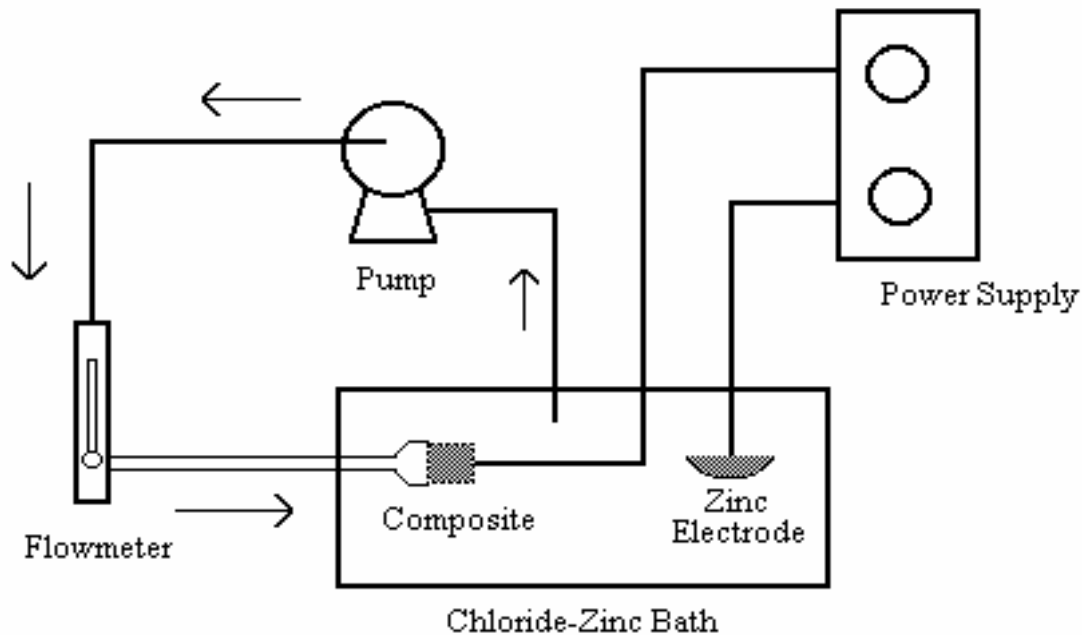 Pump
Power Supply
Composite
Zinc
Electrode
Flowmeter
Chloride-Zinc Bath